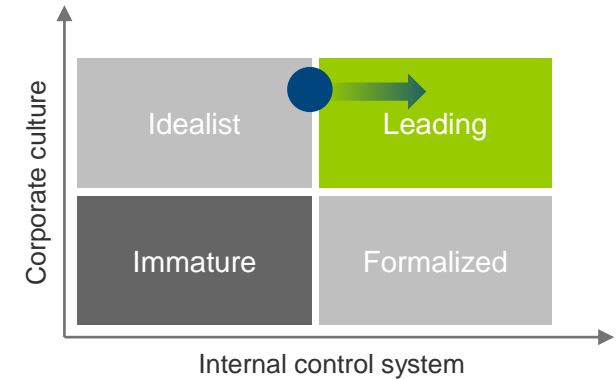 Corporate culture
Idealist
Leading
Immature
Formalized
Internal control system